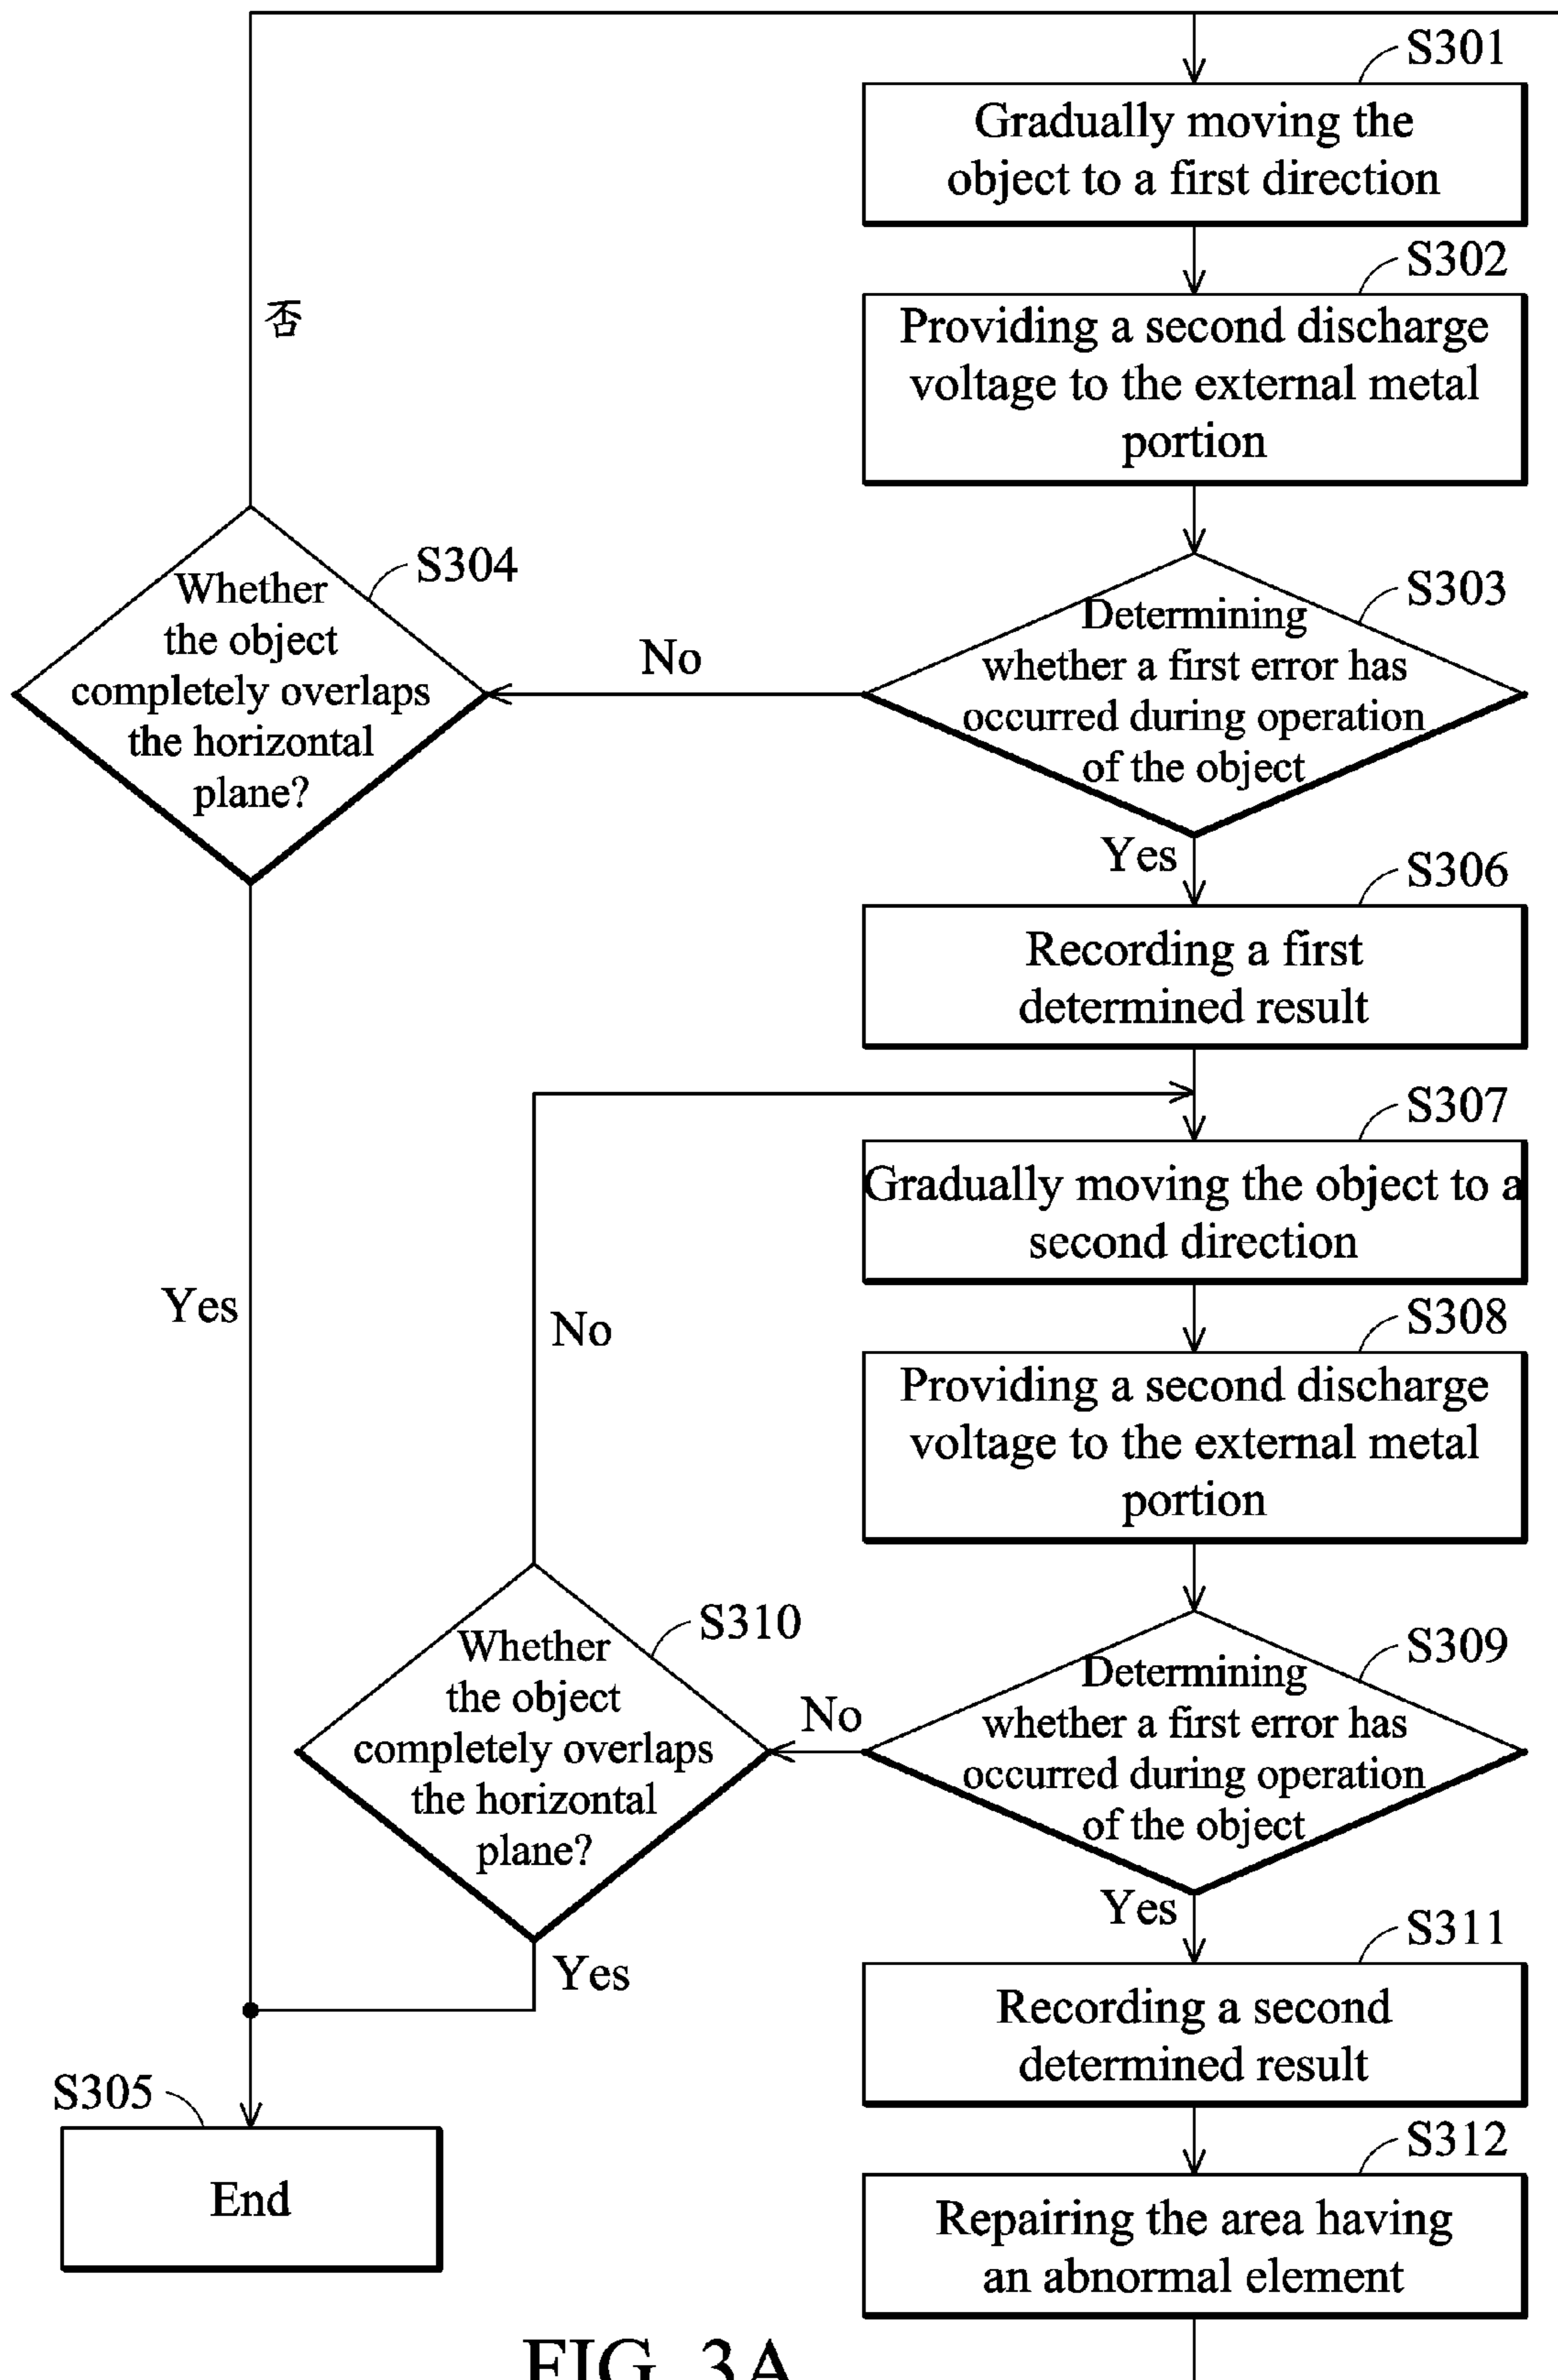 S301
Gradually moving the
object to a first direction
S302
Providing a second discharge
voltage to the external metal
portion
否
S304
Whether
the object
completely overlaps
the horizontal
plane?
No
S303
Determining
whether a first error has
occurred during operation
of the object
Yes
S306
Recording a first
determined result
S307
Gradually moving the object to a
second direction
Yes
No
S308
Providing a second discharge
voltage to the external metal
portion
S310
Whether
the object
completely overlaps
the horizontal
plane?
No
S309
Determining
whether a first error has
occurred during operation
of the object
Yes
Yes
S311
Recording a second
determined result
S305
End
S312
Repairing the area having
an abnormal element
FIG. 3A